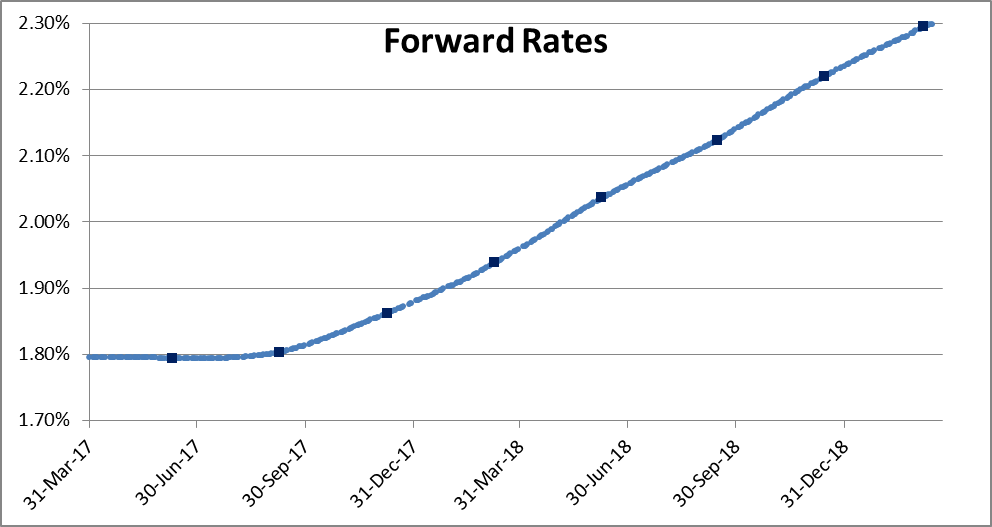 Forward Rates
2.30%
2.20%
2.10%
2.00%
1.90%
1.80%
1.70%
31-Mar-17
30-Jun-17
30-Sep-17
31-Dec-17
31-Mar-18
30-Jun-18
30-Sep-18
31-Dec-18